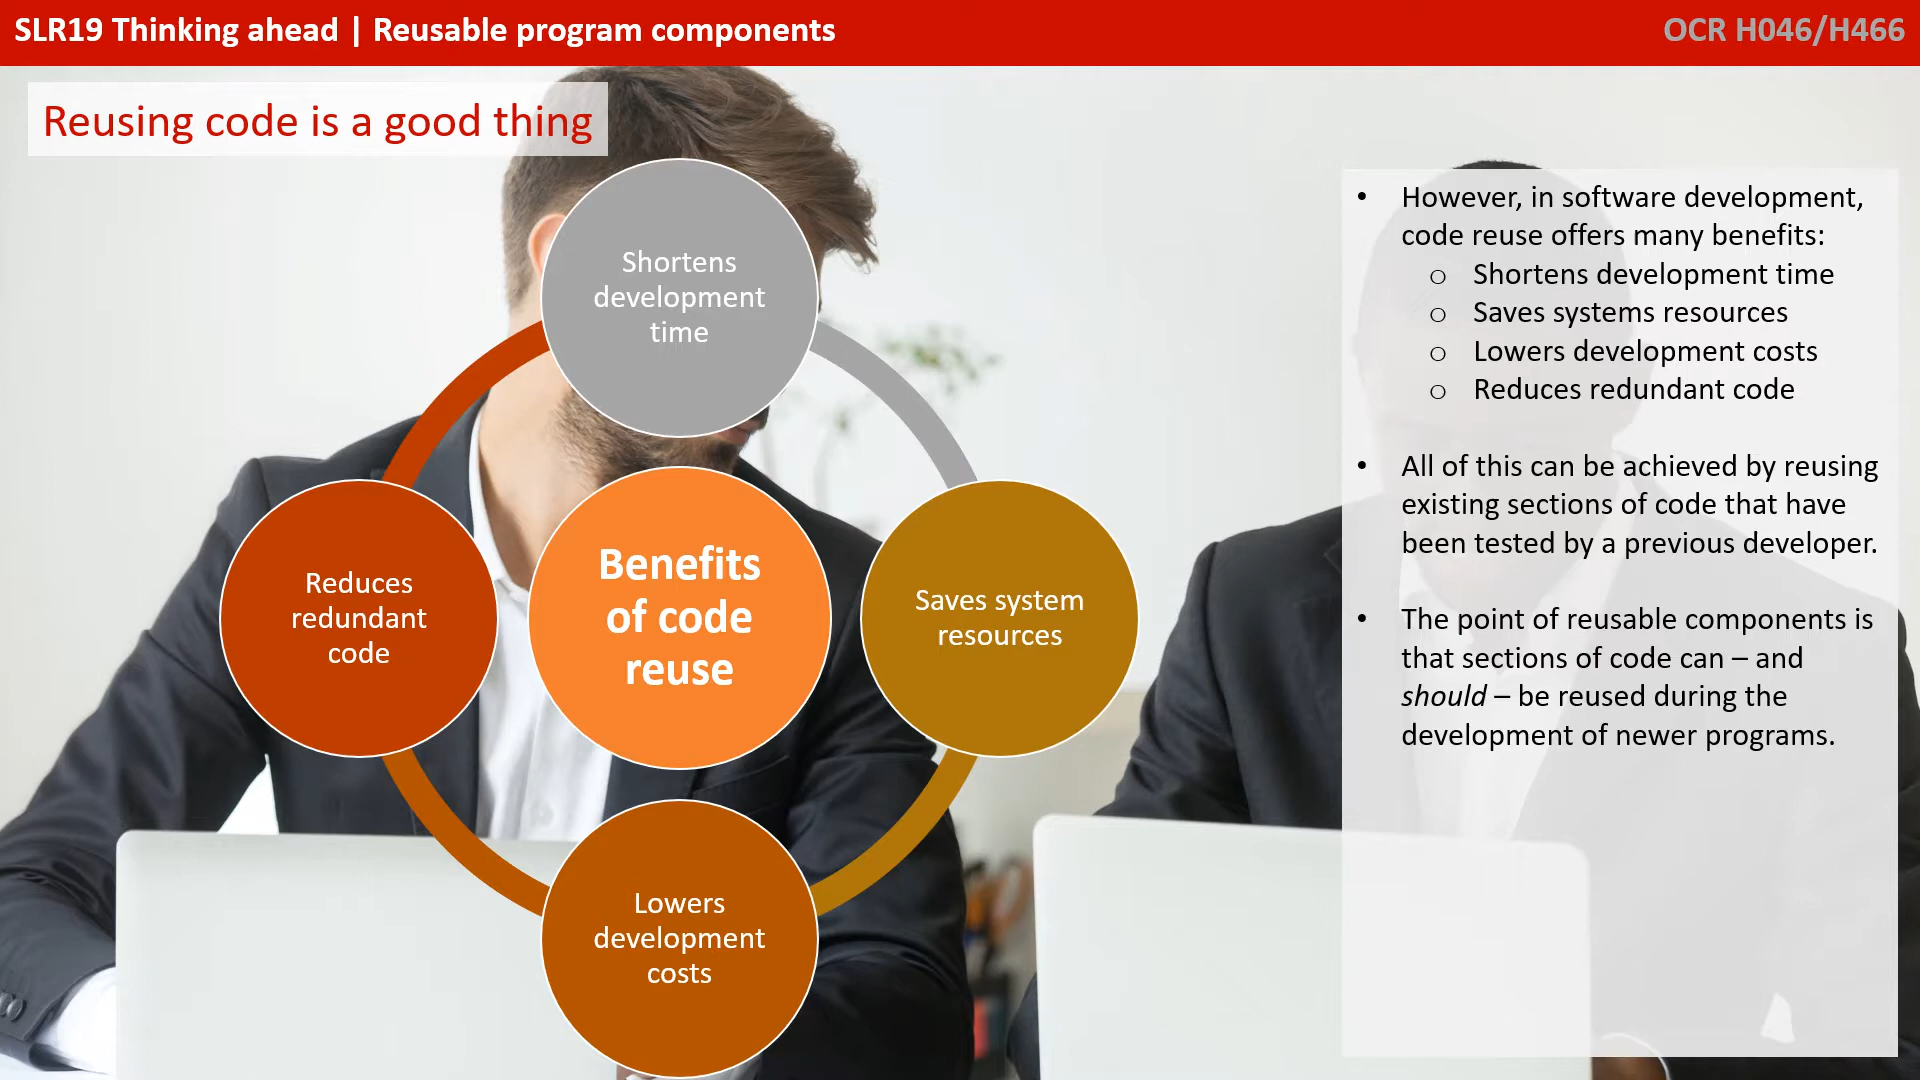 SLR19 Thinking ahead | Reusable program components
OCR H046/H466
Reusing code is a good thing
Shortens
development
time
Reduces
redundant
code
Benefits
of code
reuse
Saves system
resources
Lowers
development
costs
• However, in software development,
code reuse offers many benefits:
o Shortens development time
o Saves systems resources
o Lowers development costs
o Reduces redundant code
• All of this can be achieved by reusing
existing sections of code that have
been tested by a previous developer.
• The point of reusable components is
that sections of code can – and
should – be reused during the
development of newer programs.